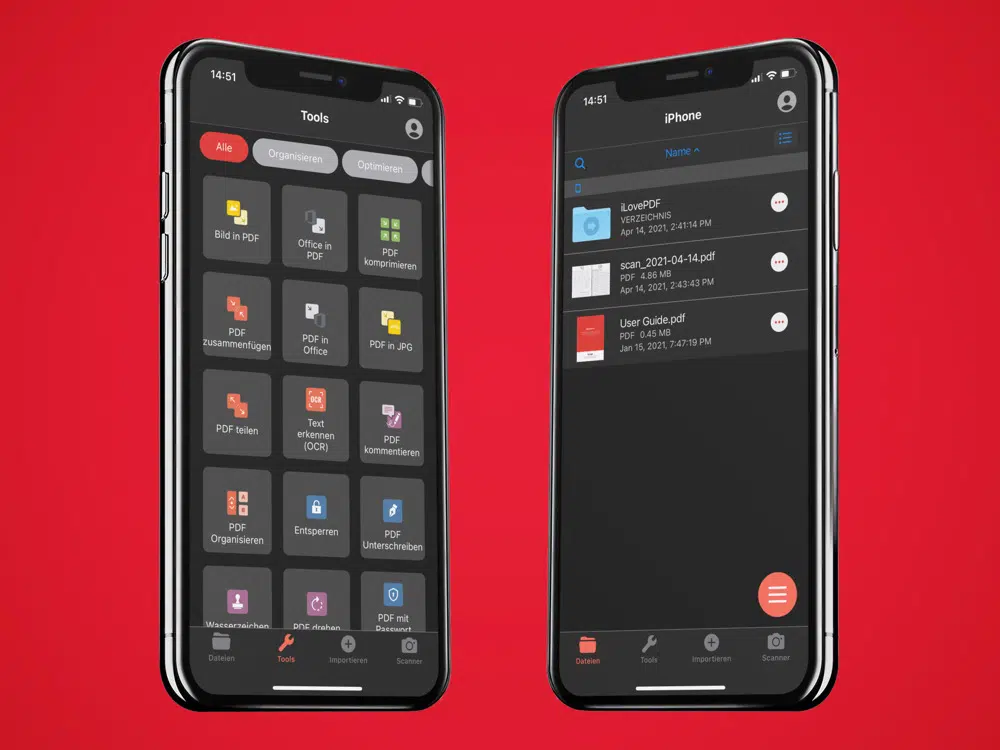 14:51
Tools
Alle
Organisieren
Optimieren
Bild in PDF
Office in
PDF
PDF
komprimieren
PDF
zusammenfügen
PDF in
Office
PDF in JPG
PDF teilen
OCR
Text
erkennen
(OCR)
PDF
kommentieren
A
B
PDF
Organisieren
Entsperren
PDF
Unterschreiben
Wasserzeichen
PDF drehen
PDF mit
Passwort
Dateien
Tools
Importieren
Scanner
14:51
iPhone
Name
iLovePDF
VERZEICHNIS
Apr 14, 2021, 2:41:14 PM
scan_2021-04-14.pdf
PDF 4.86 MB
Apr 14, 2021, 2:43:43 PM
User Guide.pdf
PDF 0.45 MB
Jan 15, 2021, 7:47:19 PM
Dateien
Tools
Importieren
Scanner